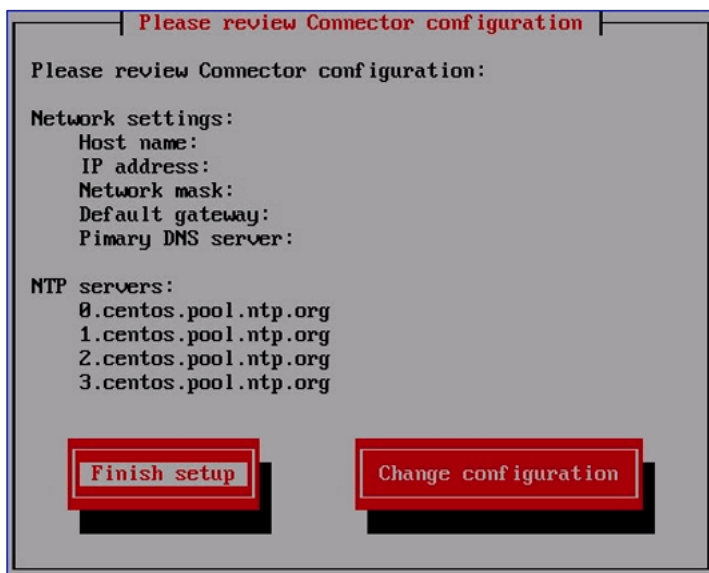 Please review Connector configuration
Please review Connector configuration:
Network settings:
Host name:
IP address:
Network mask:
Default gateway:
Pimary DNS server:
NTP servers:
0.centos.pool.ntp.org
1.centos.pool.ntp.org
2.centos.pool.ntp.org
3.centos.pool.ntp.org
Finish setup
Change configuration